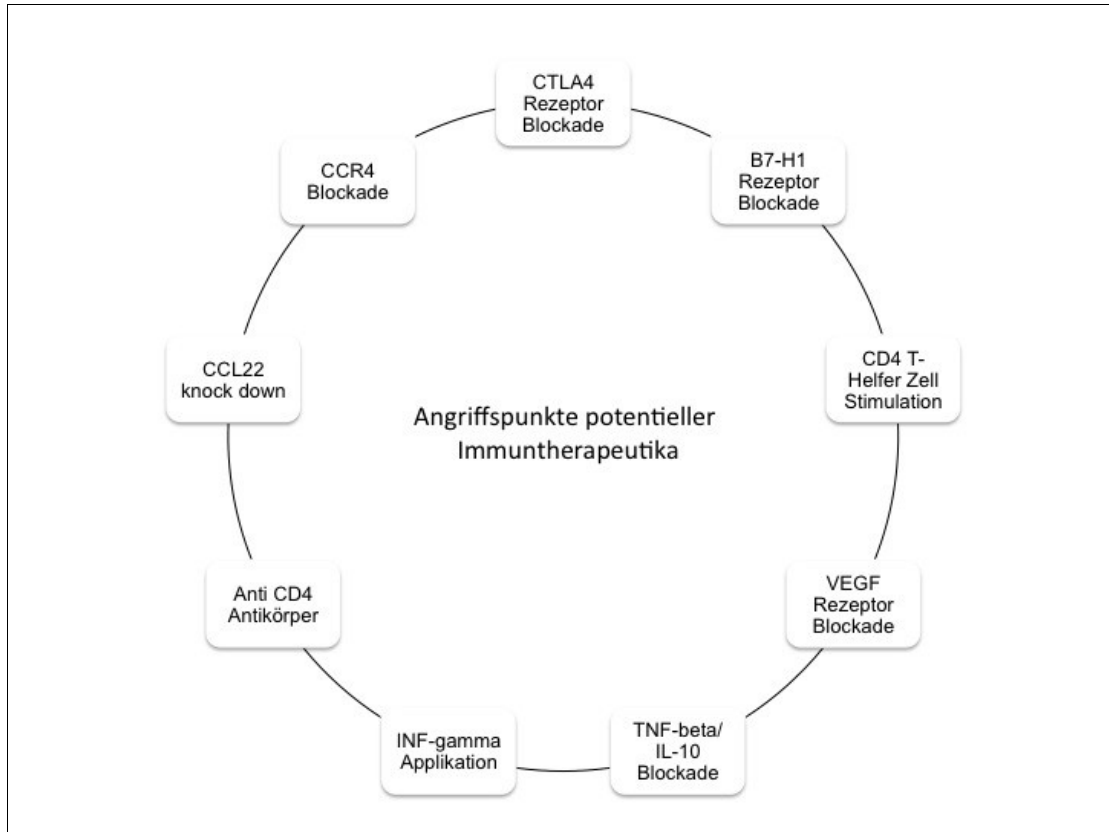 CTLA4
Rezeptor
Blockade
B7-H1
Rezeptor
Blockade
CD4 T-
Helfer Zell
Stimulation
VEGF
Rezeptor
Blockade
TNF-beta/
IL-10
Blockade
INF-gamma
Applikation
Anti CD4
Antikörper
CCL22
knock down
CCR4
Blockade
Angriffspunkte potentieller
Immuntherapeutika